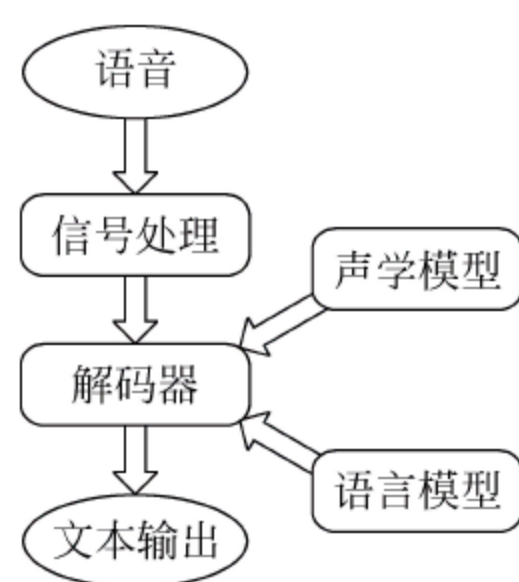 语音
信号处理
声学模型
解码器
语言模型
文本输出